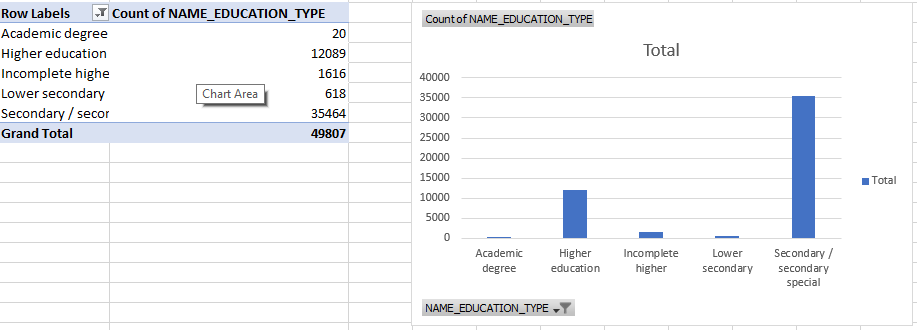 Row Labels Count of NAME_EDUCATION_TYPE
Academic degree 20
Higher education 12089
Incomplete highe 1616
Lower secondary 618
Secondary / secor 35464
Grand Total 49807
Chart Area
Count of NAME_EDUCATION_TYPE
Total
40000
35000
30000
25000
20000
15000
10000
5000
0
Academic degree
Higher education
Incomplete higher
Lower secondary
Secondary / secondary special
Total
NAME_EDUCATION_TYPE